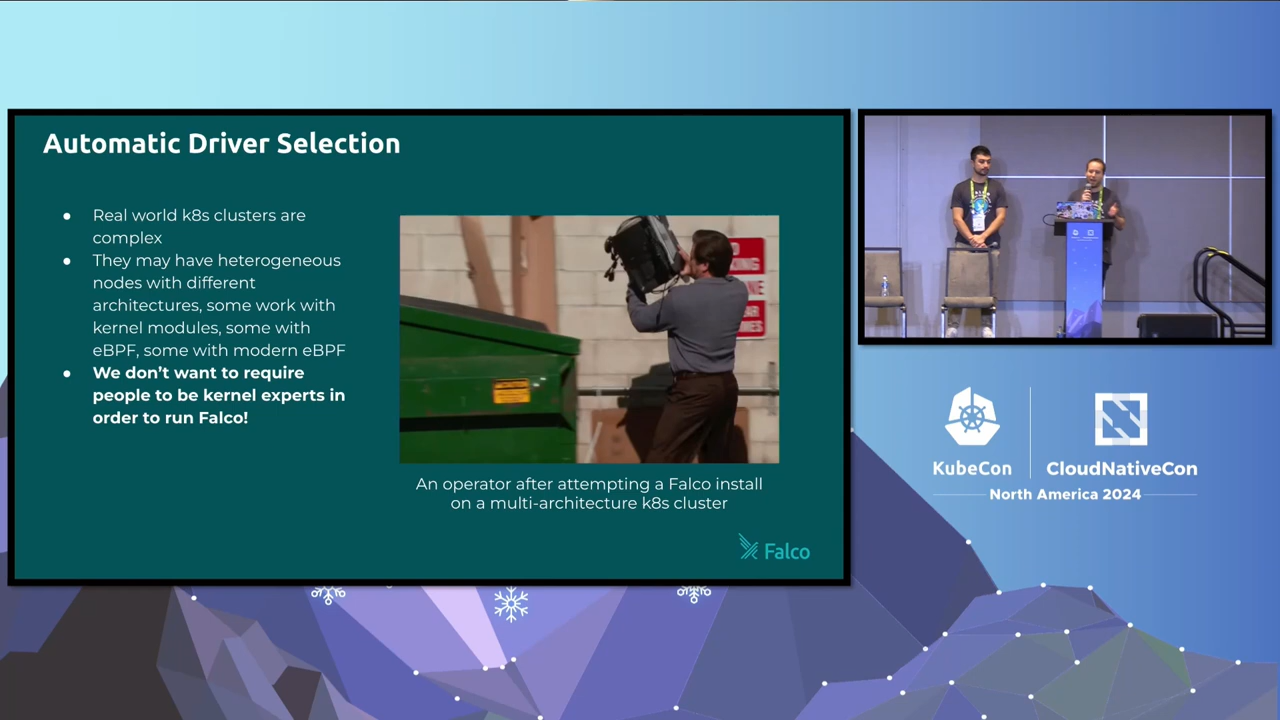 Automatic Driver Selection
● Real world k8s clusters are
complex
● They may have heterogeneous
nodes with different
architectures, some work with
kernel modules, some with
eBPF, some with modern eBPF
● We don’t want to require
people to be kernel experts in
order to run Falco!
An operator after attempting a Falco install
on a multi-architecture k8s cluster
Falco
KubeCon
CloudNativeCon
North America 2024